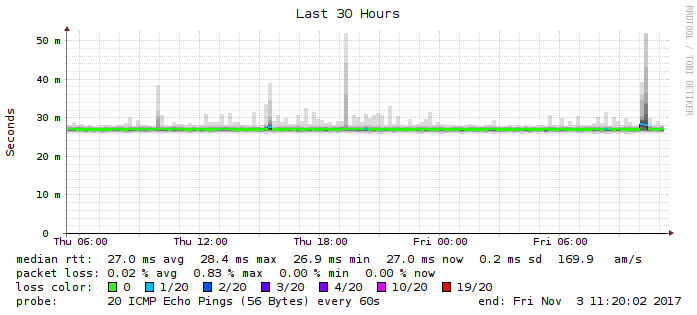 Last 30 Hours
RRDTOOL / TOBI OETIKER
Seconds
50 m
40 m
30 m
20 m
10 m
0
Thu 06:00 Thu 12:00 Thu 18:00 Fri 00:00 Fri 06:00
median rtt: 27.0 ms avg 28.4 ms max 26.9 ms min 27.0 ms now 0.2 ms sd 169.9 am/s
packet loss: 0.02 % avg 0.83 % max 0.00 % min 0.00 % now
loss color: 0 1/20 2/20 3/20 4/20 10/20 19/20
probe: 20 ICMP Echo Pings (56 Bytes) every 60s end: Fri Nov 3 11:20:02 2017